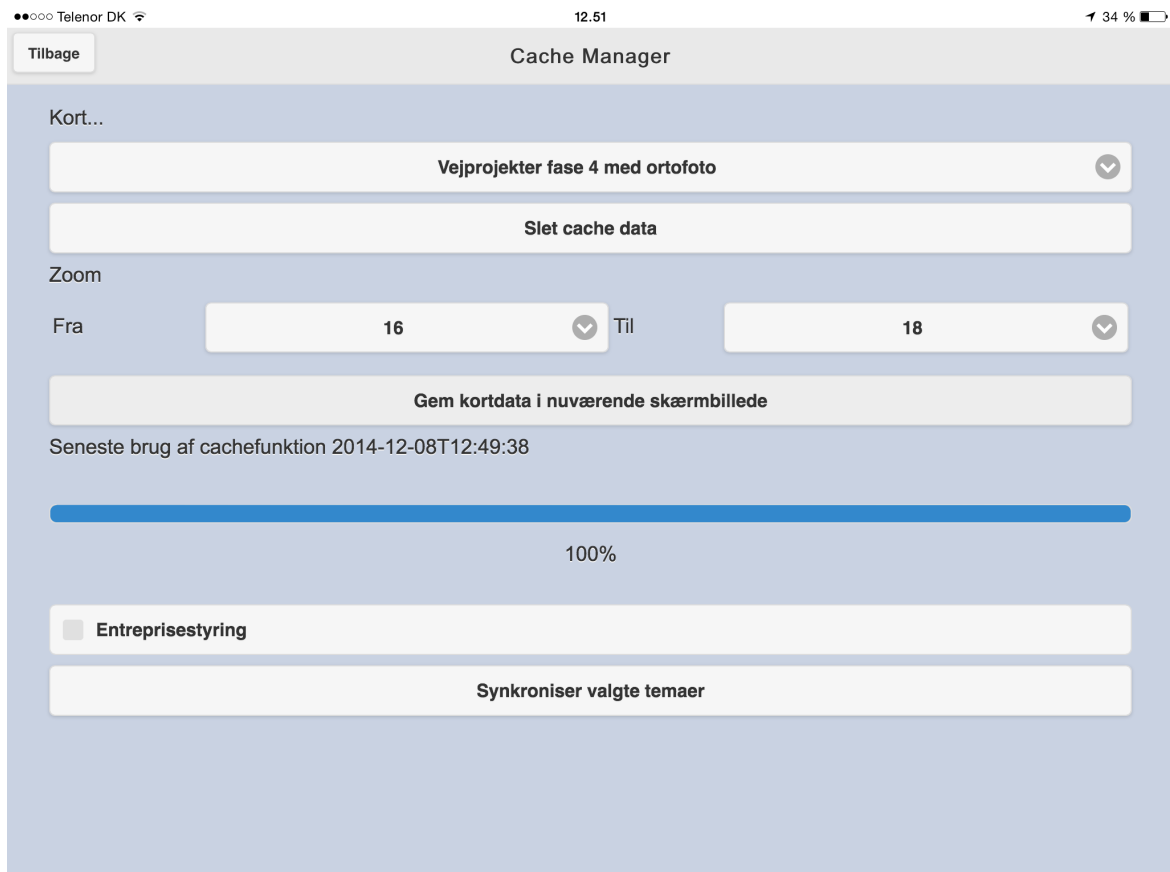 Telenor DK 12.51 34 %
Tilbage Cache Manager
Kort...
Vejprojekter fase 4 med ortofoto
Slet cache data
Zoom
Fra 16 Til 18
Gem kortdata i nuværende skærmbillede
Seneste brug af cachefunktion 2014-12-08T12:49:38
100%
Entreprisestyring
Synkroniser valgte temaer